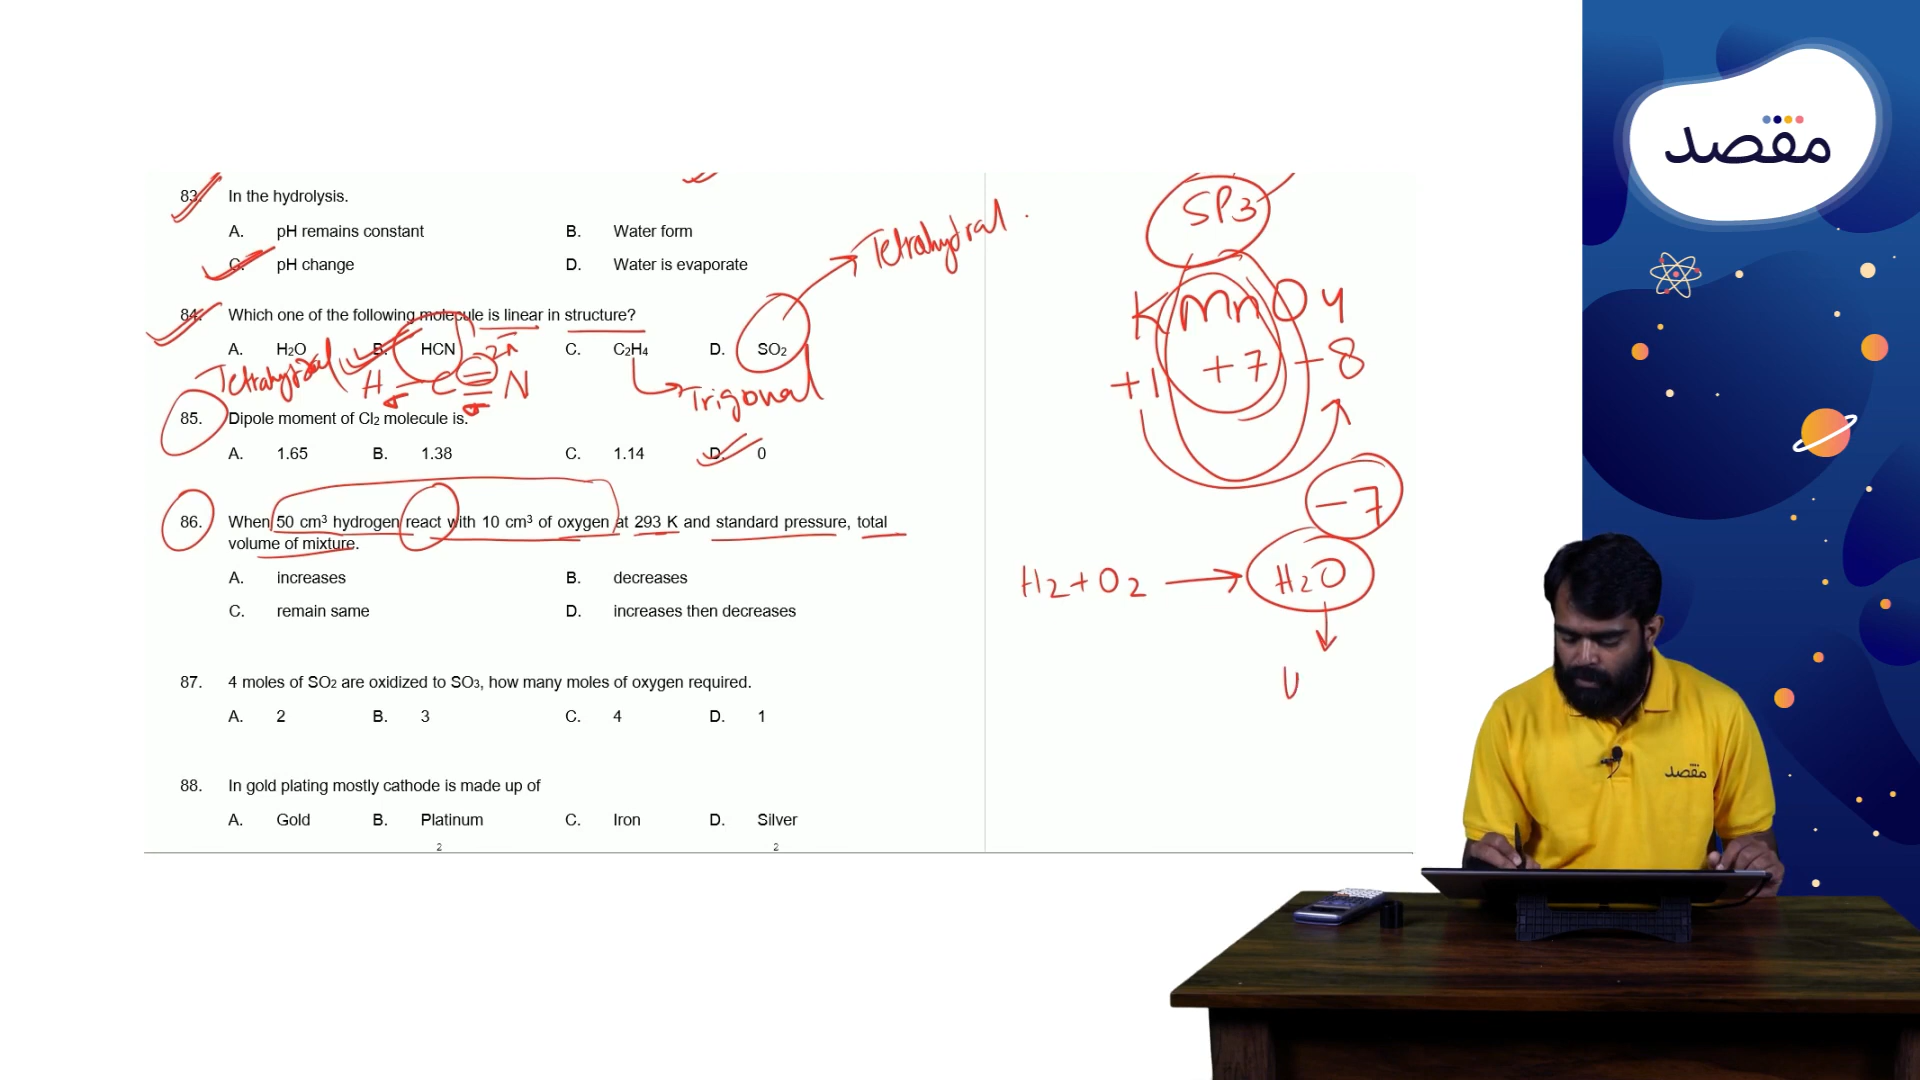 83. In the hydrolysis.
A. pH remains constant B. Water form
C. pH change D. Water is evaporate
84. Which one of the following molecule is linear in structure?
A. H2O B. HCN C. C2H4 D. SO2
Tetrahydral
Tetrahydral
H - C ≡ N
2π
σ σ
Trigonal
85. Dipole moment of Cl2 molecule is.
A. 1.65 B. 1.38 C. 1.14 D. 0
86. When 50 cm³ hydrogen react with 10 cm³ of oxygen at 293 K and standard pressure, total
volume of mixture.
A. increases B. decreases
C. remain same D. increases then decreases
87. 4 moles of SO2 are oxidized to SO3, how many moles of oxygen required.
A. 2 B. 3 C. 4 D. 1
88. In gold plating mostly cathode is made up of
A. Gold B. Platinum C. Iron D. Silver
2 2
SP3
KMnO4
+1 +7 -8
-7
H2+O2 → H2O
مقصد
مقصد